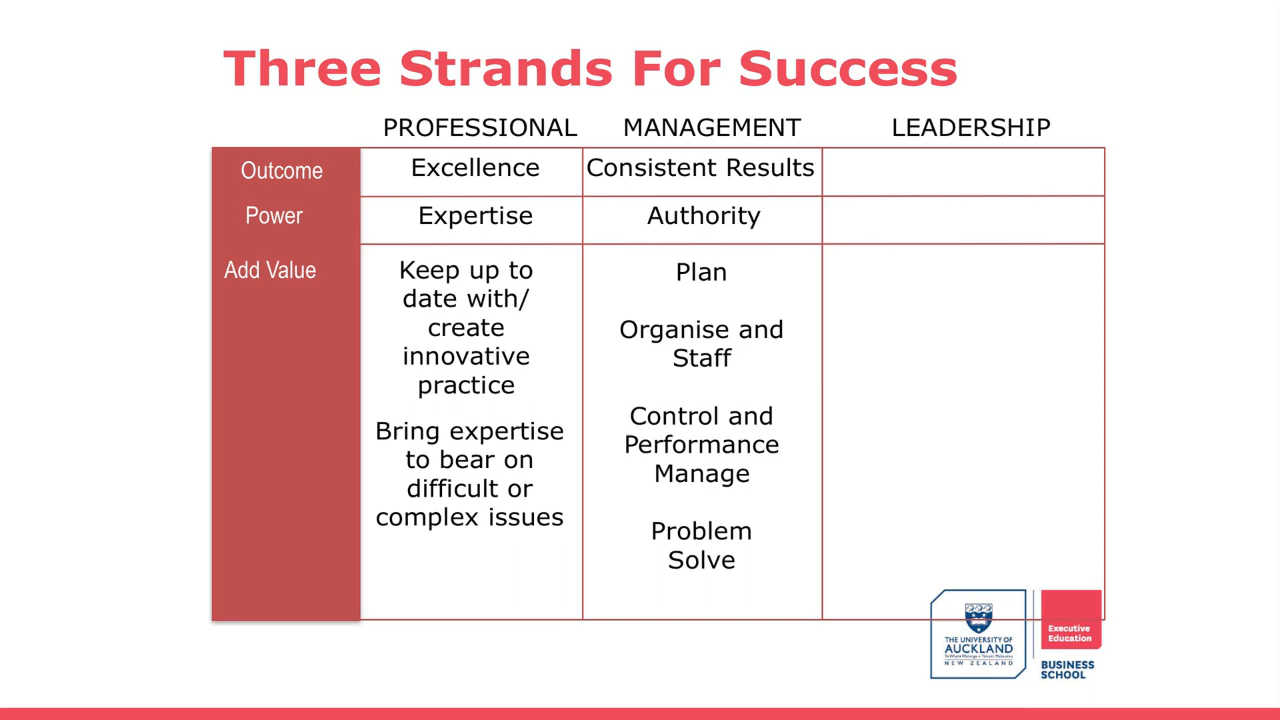 Three Strands For Success
PROFESSIONAL MANAGEMENT LEADERSHIP
Outcome Excellence Consistent Results
Power Expertise Authority
Add Value
Keep up to
date with/
create
innovative
practice
Bring expertise
to bear on
difficult or
complex issues
Plan
Organise and
Staff
Control and
Performance
Manage
Problem
Solve
THE UNIVERSITY OF
AUCKLAND
NEW ZEALAND
Executive
Education
BUSINESS
SCHOOL